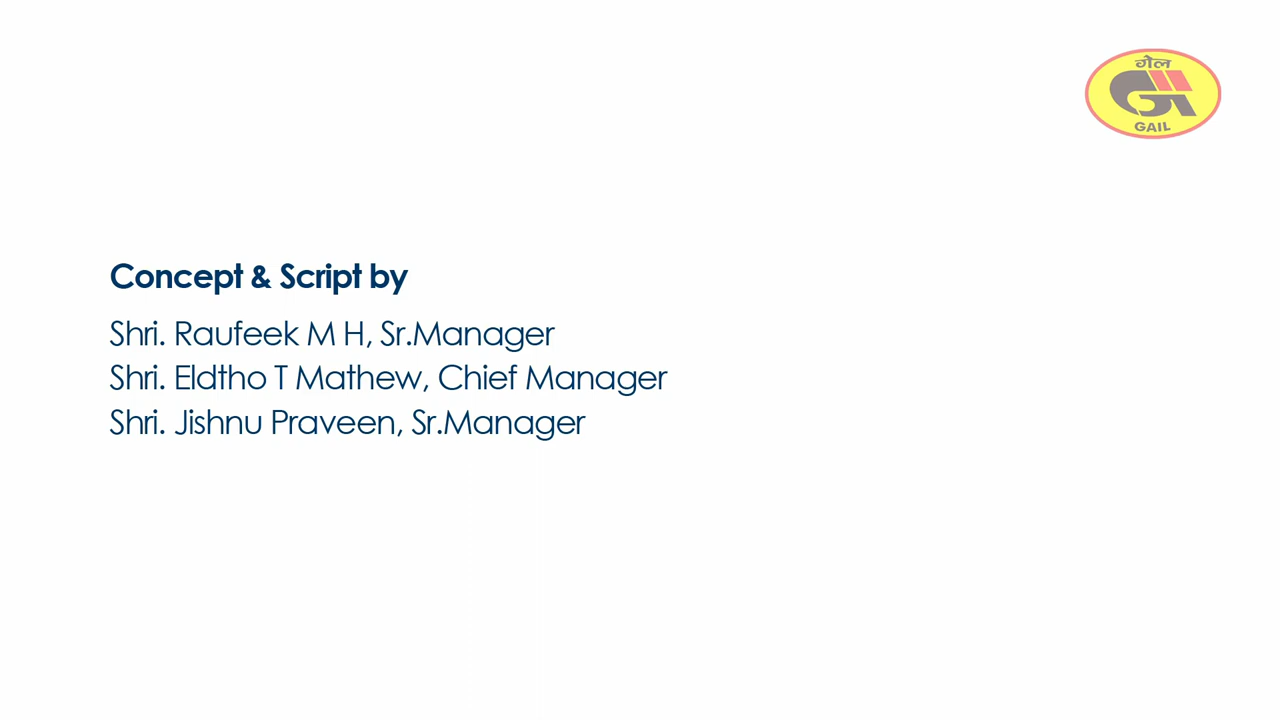 गेल
GAIL
Concept & Script by
Shri. Raufeek M H, Sr.Manager
Shri. Eldtho T Mathew, Chief Manager
Shri. Jishnu Praveen, Sr.Manager